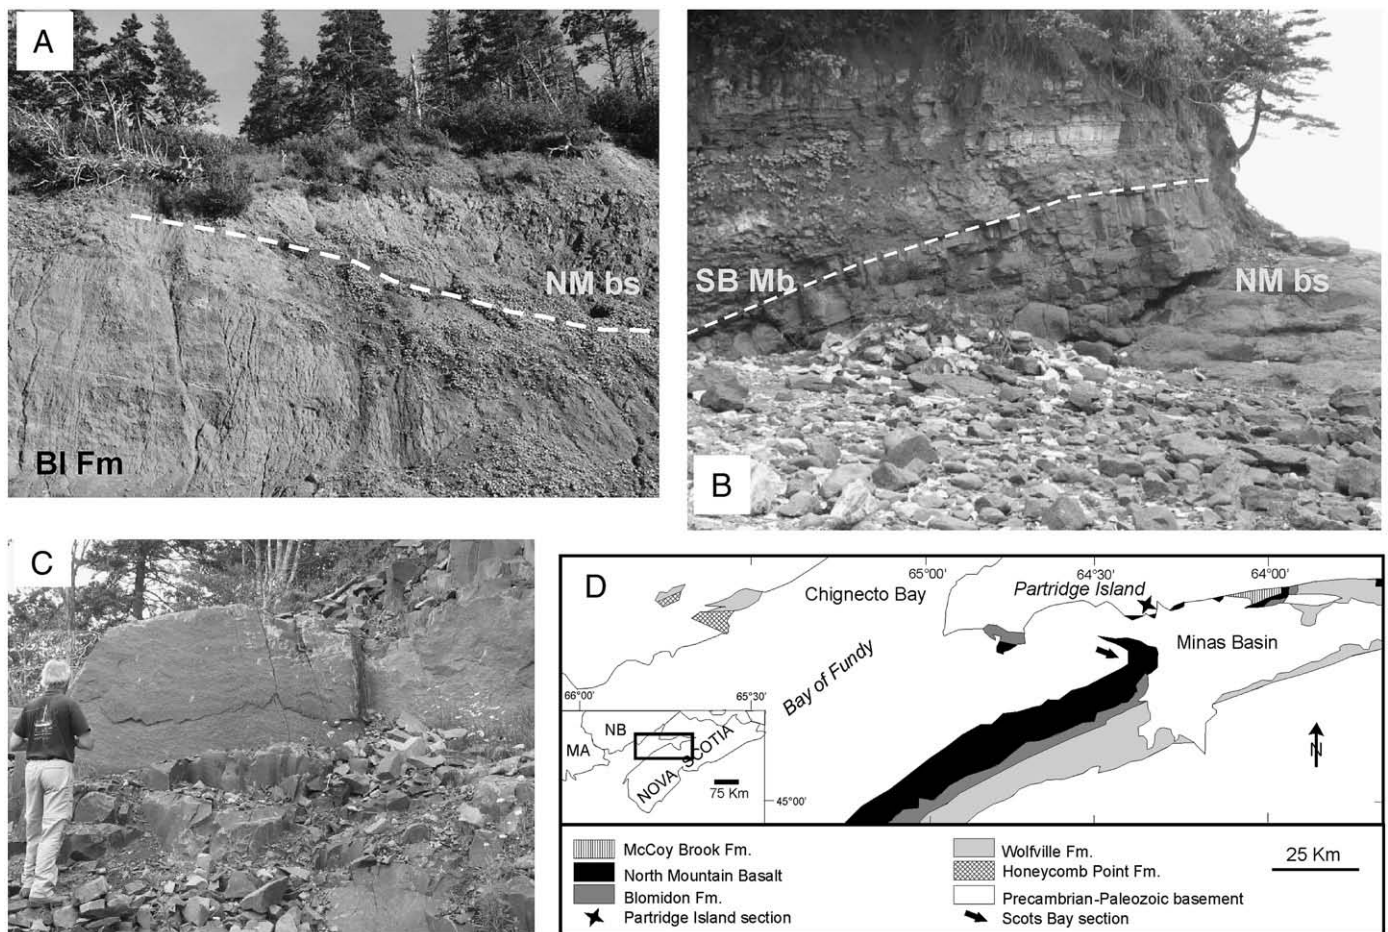 A
NM bs
Bl Fm
SB Mb
NM bs
B
C
D
65°00'
64°30'
64°00'
Partridge Island
Chignecto Bay
Minas Basin
Bay of Fundy
66°00'
65°30'
NB
MA
NOVA SCOTIA
75 Km
45°00'
N
McCoy Brook Fm.
North Mountain Basalt
Blomidon Fm.
Partridge Island section
Wolfville Fm.
Honeycomb Point Fm.
Precambrian-Paleozoic basement
Scots Bay section
25 Km